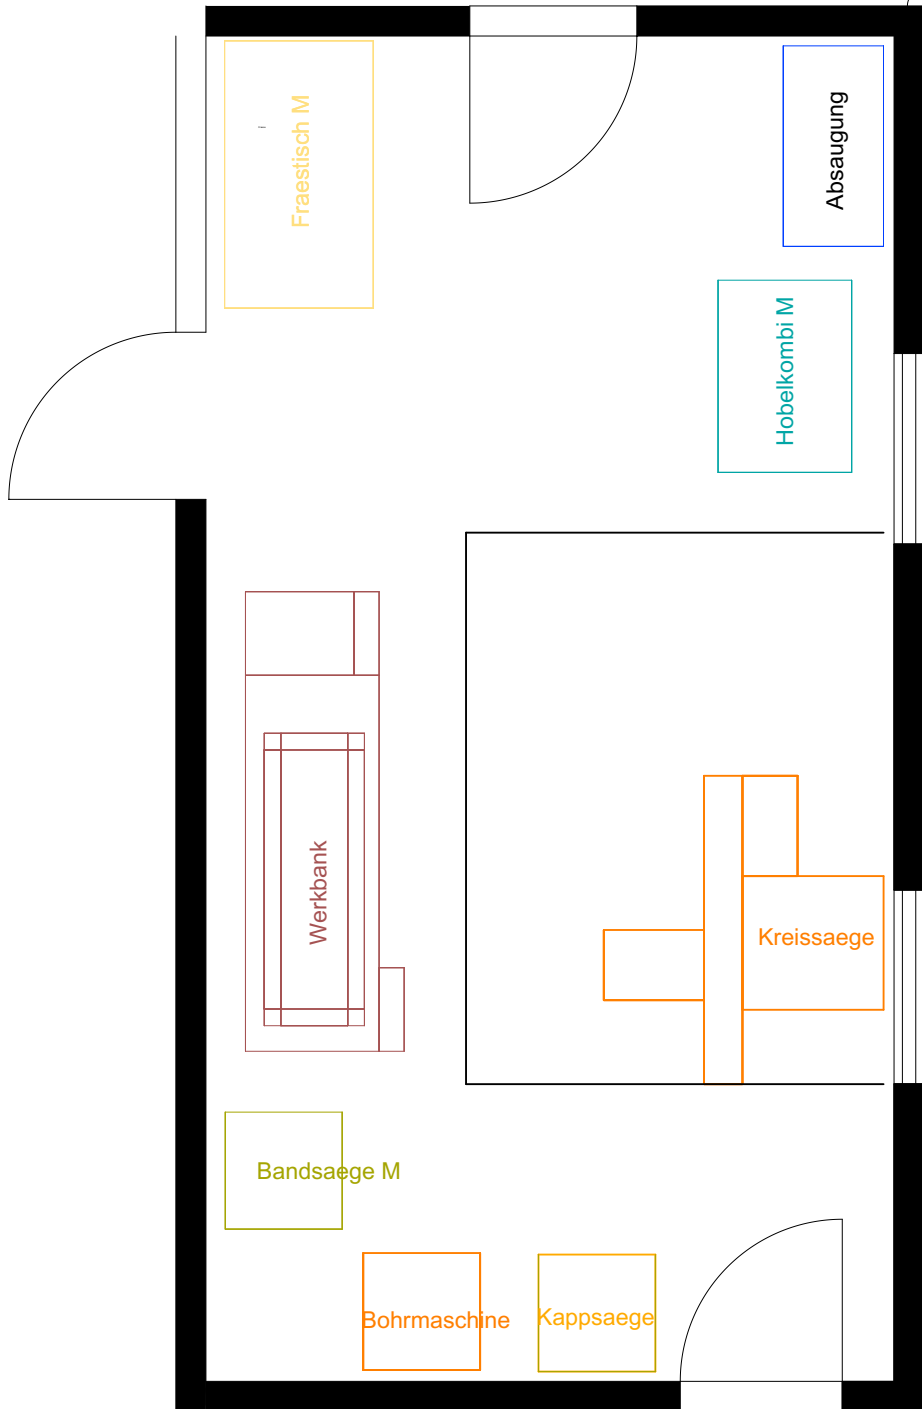 Fraestisch M
Absaugung
Hobelkombi M
Werkbank
Kreissaege
Bandsaege M
Bohrmaschine
Kappsaege